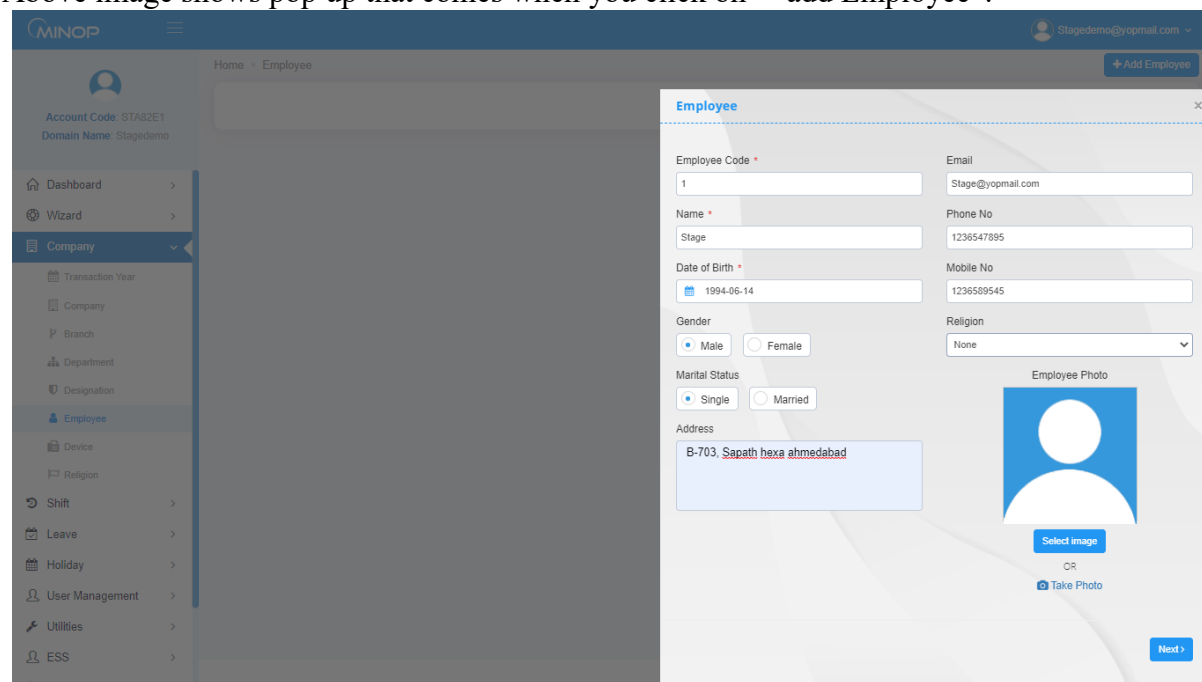 Above image shows pop up that comes when you click on " add Employee".
MINOP
Stagedemo@yopmail.com
Home
Employee
+ Add Employee
Account Code: STA82E1
Domain Name: Stagedemo
Dashboard
Wizard
Company
Transaction Year
Company
Branch
Department
Designation
Employee
Device
Religion
Shift
Leave
Holiday
User Management
Utilities
ESS
Employee
×
Employee Code *
1
Name *
Stage
Date of Birth *
1994-06-14
Gender
Male Female
Marital Status
Single Married
Address
B-703, Sapath hexa ahmedabad
Email
Stage@yopmail.com
Phone No
1236547895
Mobile No
1236589545
Religion
None
Employee Photo
Select image
OR
Take Photo
Next >